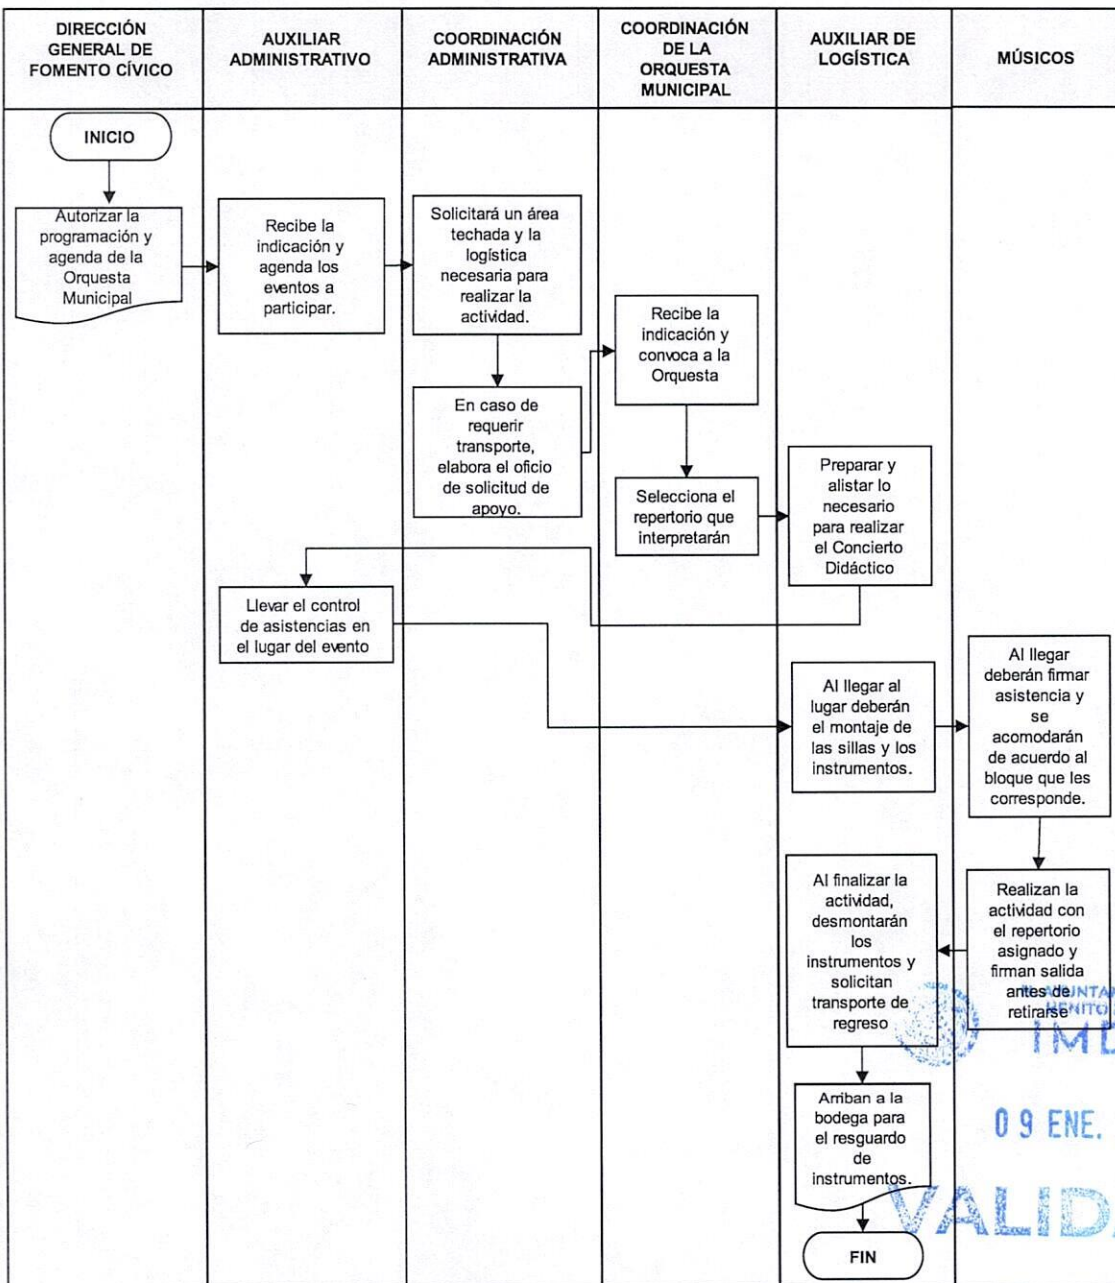 DIRECCIÓN
GENERAL DE
FOMENTO CÍVICO
AUXILIAR
ADMINISTRATIVO
COORDINACIÓN
ADMINISTRATIVA
COORDINACIÓN
DE LA
ORQUESTA
MUNICIPAL
AUXILIAR DE
LOGÍSTICA
MÚSICOS
INICIO
Autorizar la
programación y
agenda de la
Orquesta
Municipal
Recibe la
indicación y
agenda los
eventos a
participar.
Solicitará un área
techada y la
logística
necesaria para
realizar la
actividad.
En caso de
requerir
transporte,
elabora el oficio
de solicitud de
apoyo.
Recibe la
indicación y
convoca a la
Orquesta
Selecciona el
repertorio que
interpretarán
Preparar y
alistar lo
necesario
para realizar
el Concierto
Didáctico
Llevar el control
de asistencias en
el lugar del evento
Al llegar al
lugar deberán
el montaje de
las sillas y los
instrumentos.
Al llegar
deberán firmar
asistencia y
se
acomodarán
de acuerdo al
bloque que les
corresponde.
Realizan la
actividad con
el repertorio
asignado y
firman salida
antes de
retirarse
Al finalizar la
actividad,
desmontarán
los
instrumentos y
solicitan
transporte de
regreso
Arriban a la
bodega para
el resguardo
de
instrumentos.
FIN
BENITO
09 ENE.